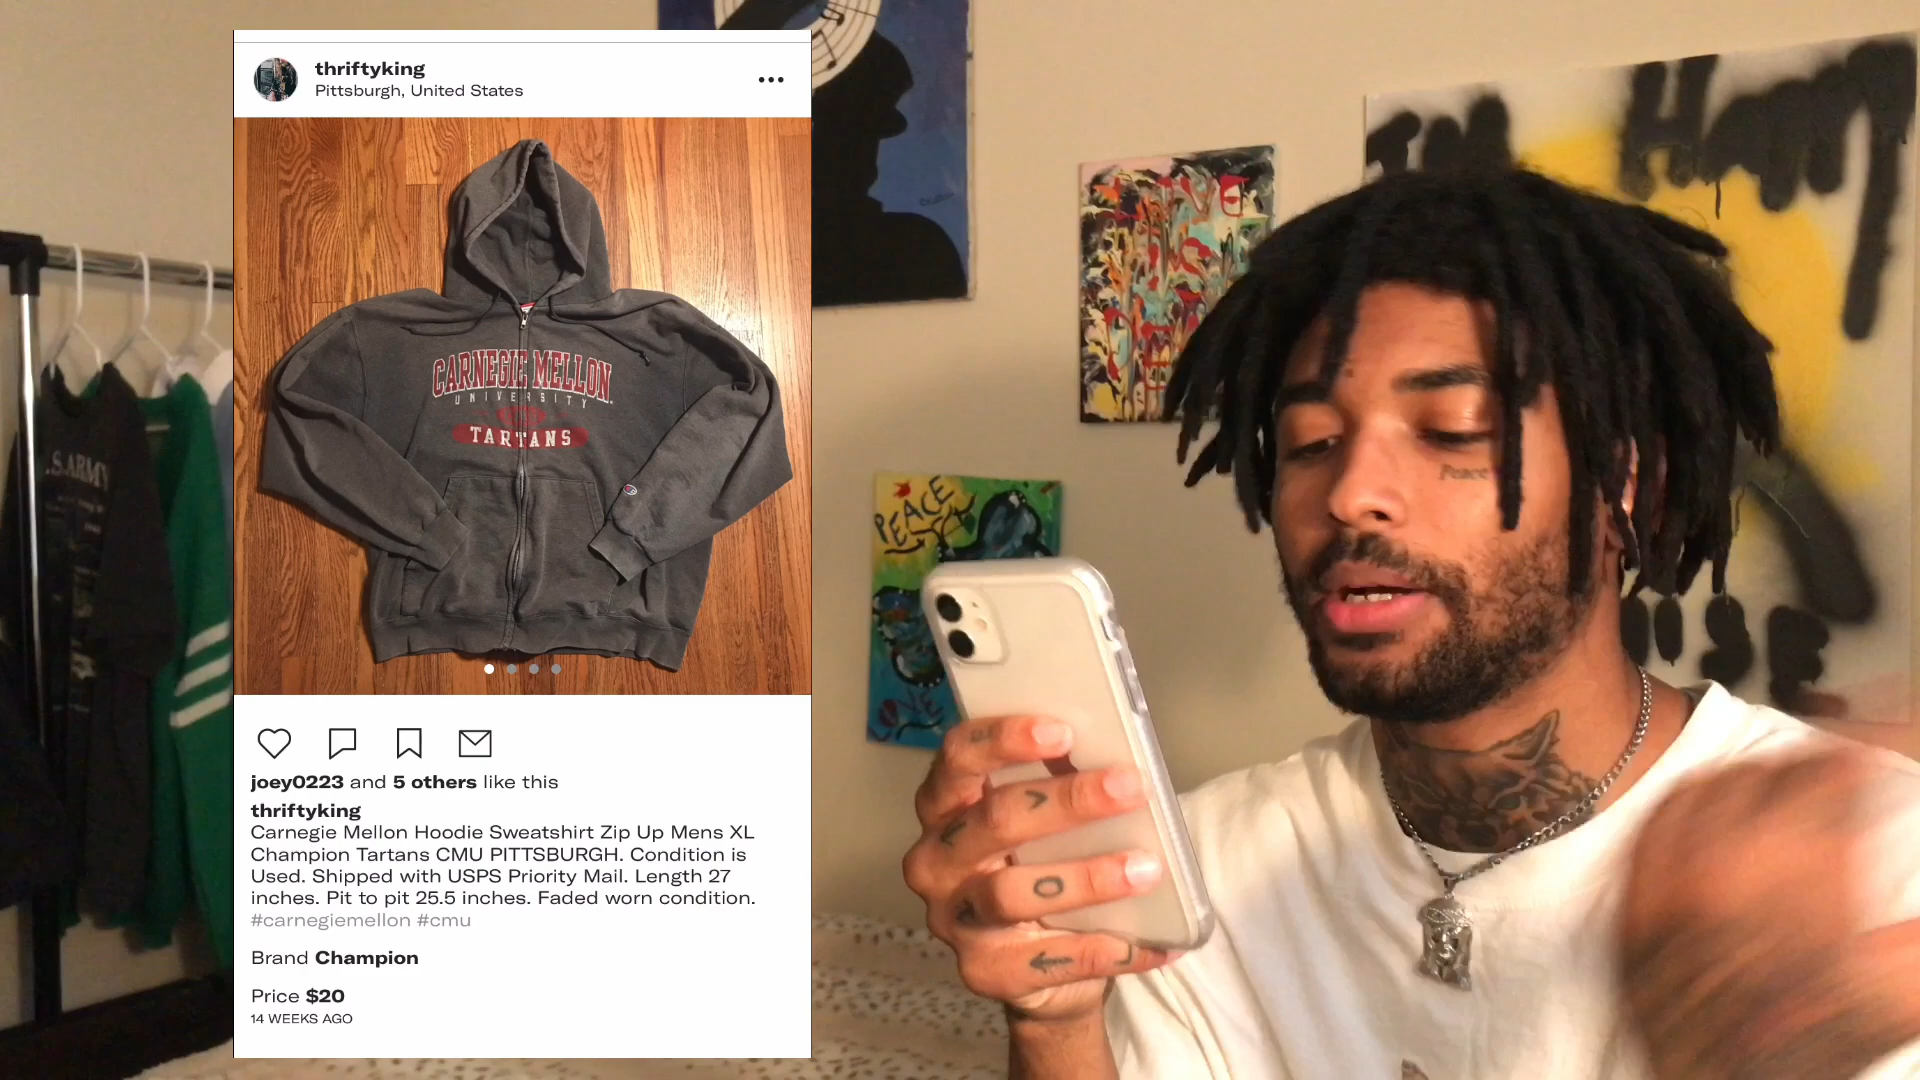 thriftyking
Pittsburgh, United States
CARNEGIE MELLON
UNIVERSITY
TARTANS
joey0223 and 5 others like this
thriftyking
Carnegie Mellon Hoodie Sweatshirt Zip Up Mens XL
Champion Tartans CMU PITTSBURGH. Condition is
Used. Shipped with USPS Priority Mail. Length 27
inches. Pit to pit 25.5 inches. Faded worn condition.
#carnegiemellon #cmu
Brand Champion
Price $20
14 WEEKS AGO
.S. ARMY
PEACE
Peace